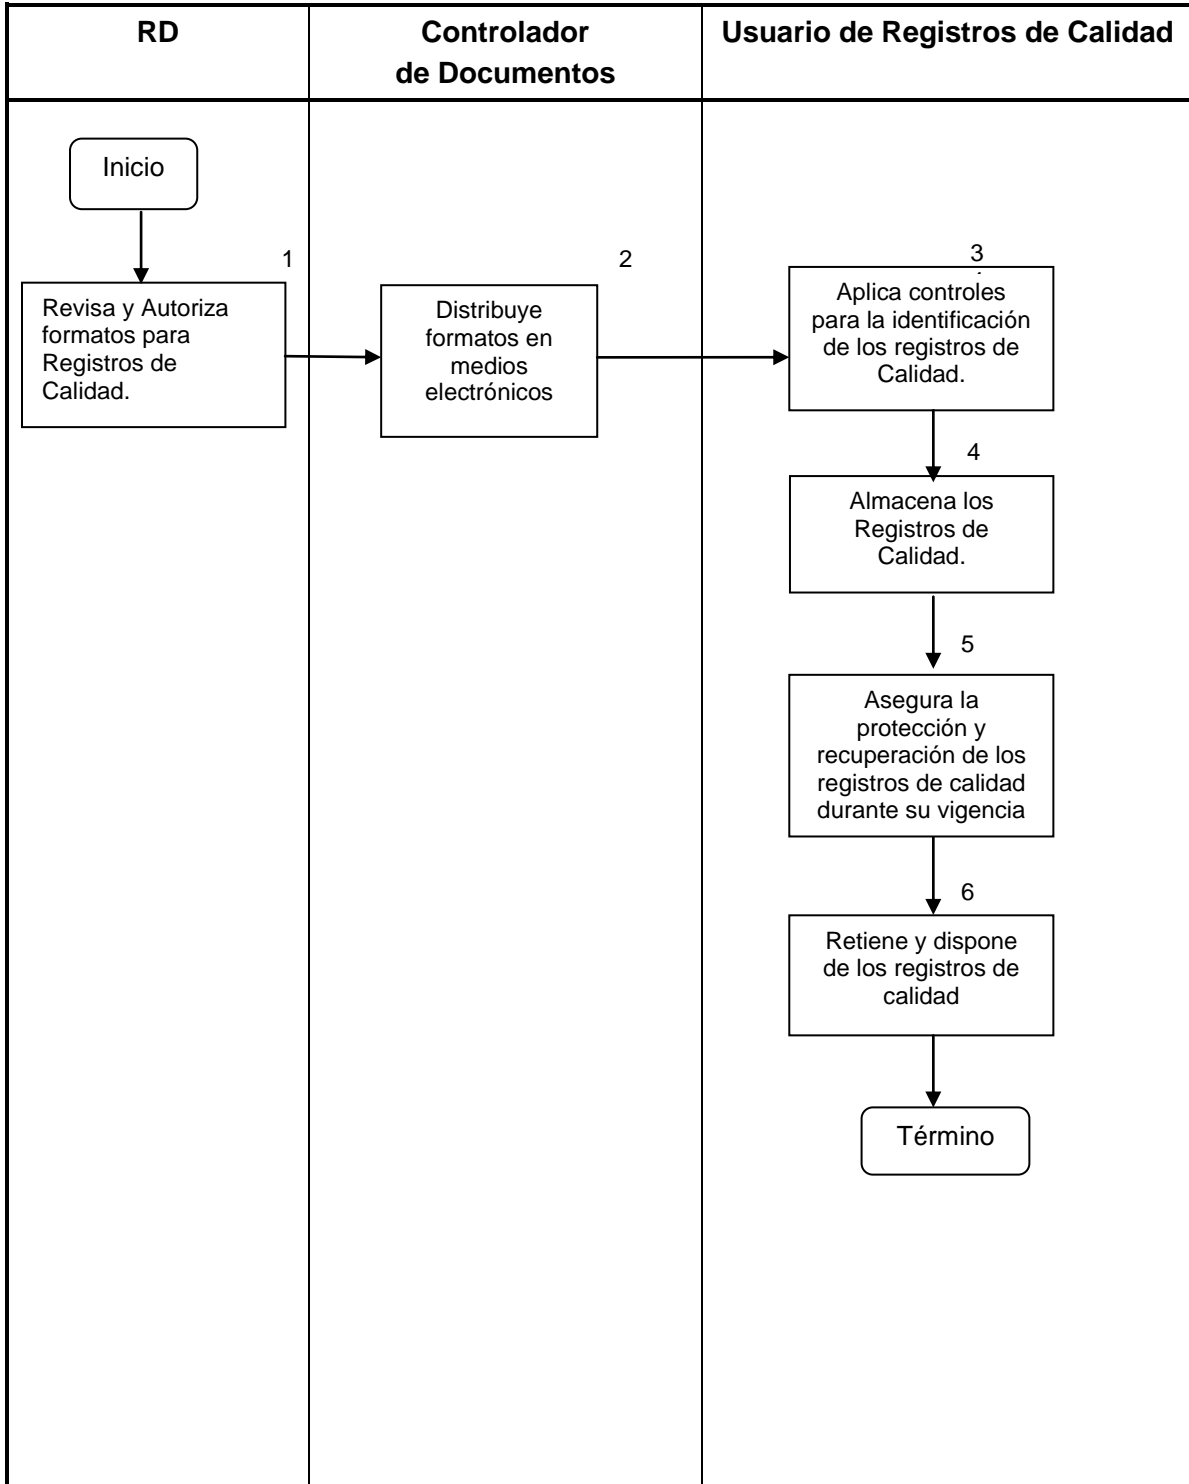 RD
Controlador
de Documentos
Usuario de Registros de Calidad
Inicio
1
Revisa y Autoriza
formatos para
Registros de
Calidad.
2
Distribuye
formatos en
medios
electrónicos
3
Aplica controles
para la identificación
de los registros de
Calidad.
4
Almacena los
Registros de
Calidad.
5
Asegura la
protección y
recuperación de los
registros de calidad
durante su vigencia
6
Retiene y dispone
de los registros de
calidad
Término